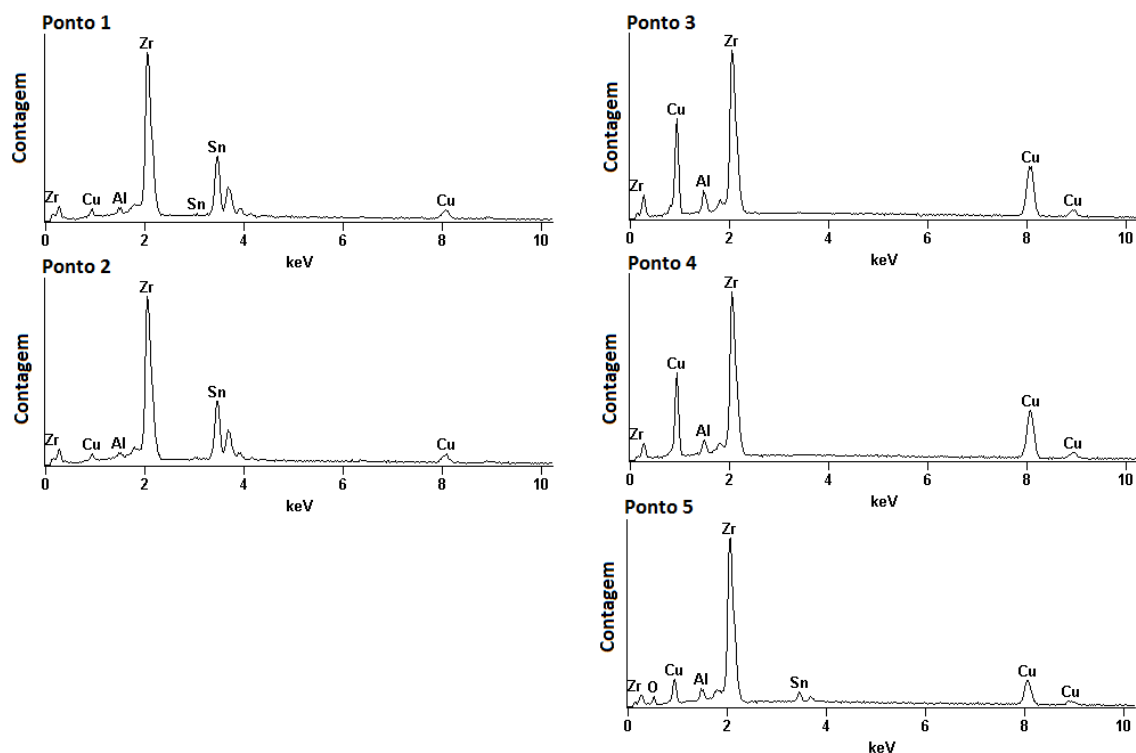 Ponto 1
Contagem
Zr
Zr
Cu
Al
Sn
Sn
Cu
0 2 4 6 8 10
keV
Ponto 2
Contagem
Zr
Zr
Cu
Al
Sn
Cu
0 2 4 6 8 10
keV
Ponto 3
Contagem
Zr
Zr
Cu
Al
Cu
Cu
0 2 4 6 8 10
keV
Ponto 4
Contagem
Zr
Zr
Cu
Al
Cu
Cu
0 2 4 6 8 10
keV
Ponto 5
Contagem
Zr
Zr
O
Cu
Al
Sn
Cu
Cu
0 2 4 6 8 10
keV